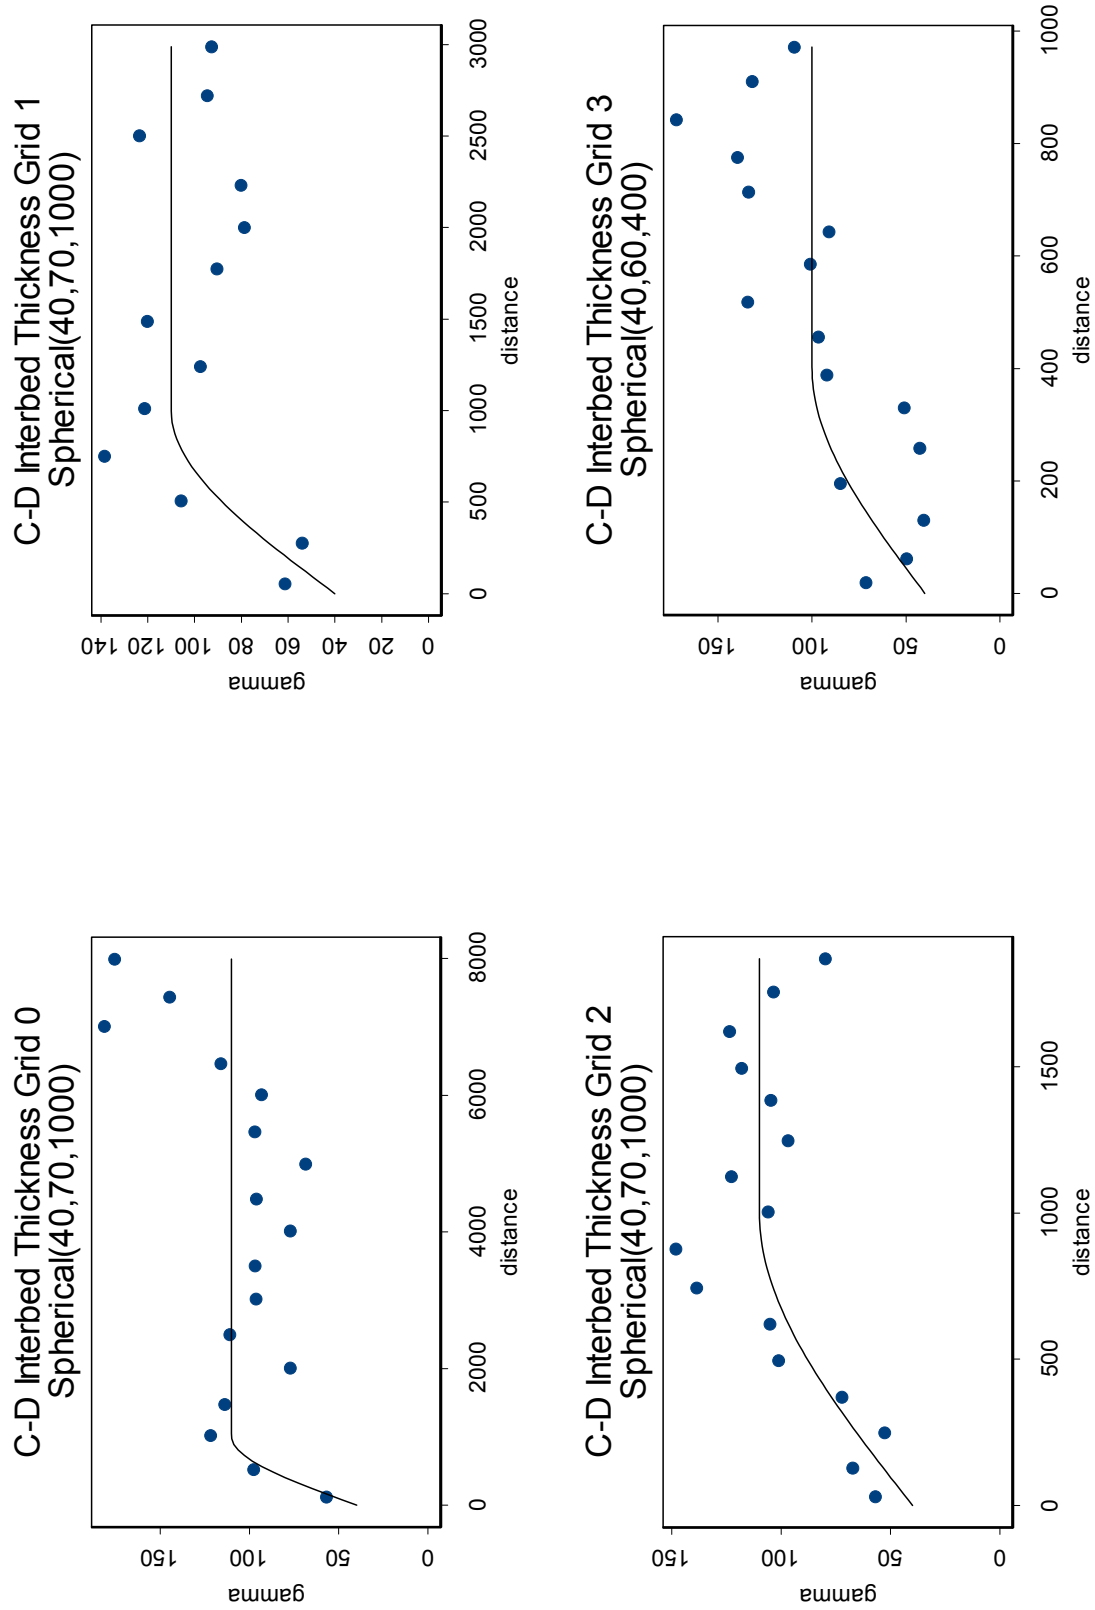 C-D Interbed Thickness Grid 0
Spherical(40,70,1000)
gamma
0 50 100 150
0 2000 4000 6000 8000
distance
C-D Interbed Thickness Grid 1
Spherical(40,70,1000)
gamma
0 20 40 60 80 100 120 140
0 500 1000 1500 2000 2500 3000
distance
C-D Interbed Thickness Grid 2
Spherical(40,70,1000)
gamma
0 50 100 150
0 500 1000 1500
distance
C-D Interbed Thickness Grid 3
Spherical(40,60,400)
gamma
0 50 100 150
0 200 400 600 800 1000
distance